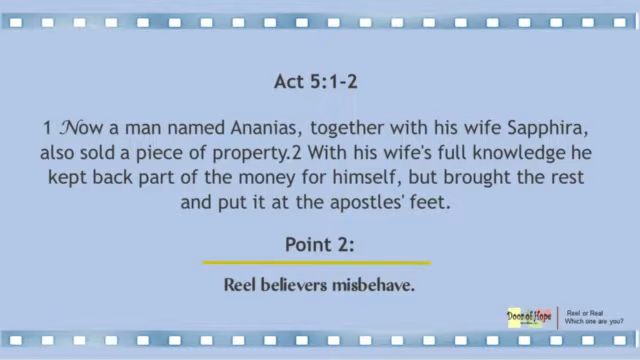 Act 5:1-2
1 Now a man named Ananias, together with his wife Sapphira,
also sold a piece of property.2 With his wife's full knowledge he
kept back part of the money for himself, but brought the rest
and put it at the apostles' feet.
Point 2:
Reel believers misbehave.
Door of Hope
Reel or Real
Which one are you?